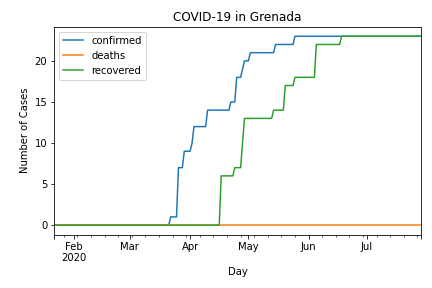 COVID-19 in Grenada
confirmed
deaths
recovered
Number of Cases
20
15
10
5
0
Feb Mar Apr May Jun Jul
2020
Day